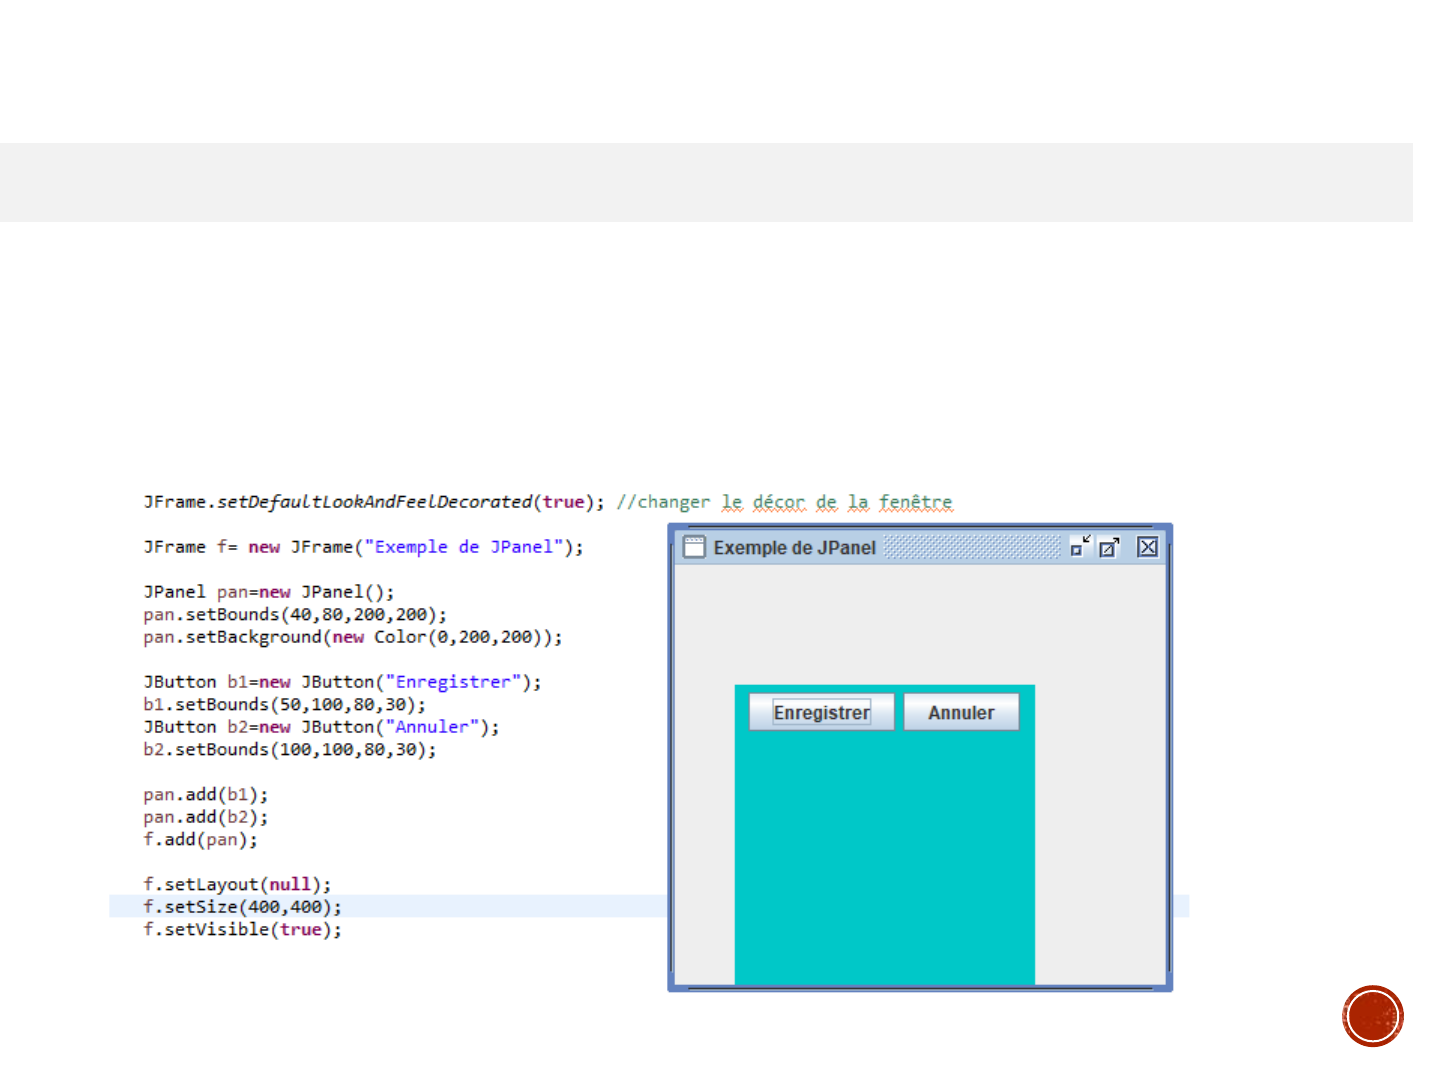 JFrame.setDefaultLookAndFeelDecorated(true); //changer le décor de la fenêtre
JFrame f= new JFrame("Exemple de JPanel");
JPanel pan=new JPanel();
pan.setBounds(40,80,200,200);
pan.setBackground(new Color(0,200,200));
JButton b1=new JButton("Enregistrer");
b1.setBounds(50,100,80,30);
JButton b2=new JButton("Annuler");
b2.setBounds(100,100,80,30);
pan.add(b1);
pan.add(b2);
f.add(pan);
f.setLayout(null);
f.setSize(400,400);
f.setVisible(true);
Exemple de JPanel
Enregistrer Annuler